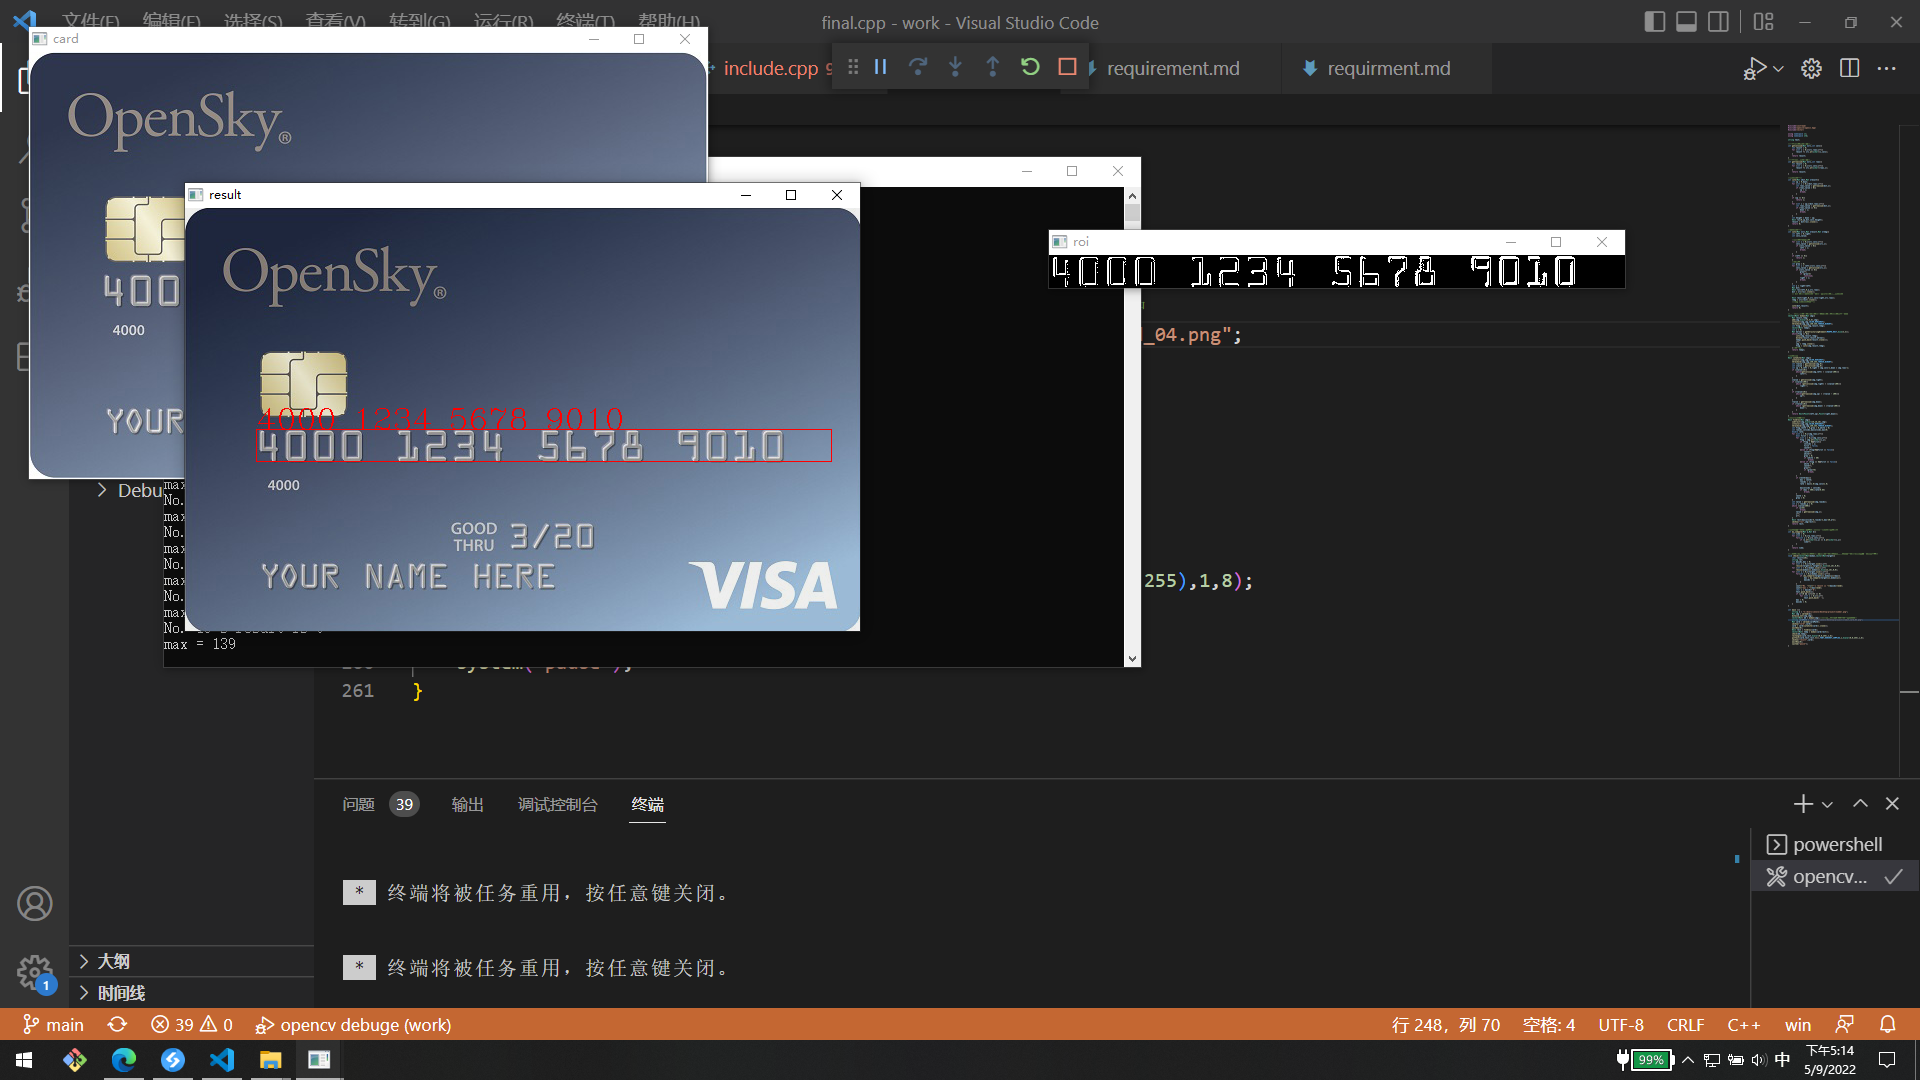 文件(F) 编辑(E) 选择(S) 查看(V) 转到(G) 运行(R) 终端(T) 帮助(H)
final.cpp - work - Visual Studio Code
card
include.cpp 9
requirement.md
requirment.md
OpenSky®
400
4000
YOUR
result
OpenSky®
4000 1234 5678 9010
4000 1234 5678 9010
4000
GOOD THRU 3/20
YOUR NAME HERE
VISA
roi
4000 1234 5678 9010
_04.png";
255),1,8);
Debu
max
No.
max
No.
max
No.
max
No.
max
No.
max = 139
261 }
问题 39 输出 调试控制台 终端
* 终端将被任务重用，按任意键关闭。
* 终端将被任务重用，按任意键关闭。
powershell
opencv...
大纲
时间线
1
main
39 0
opencv debuge (work)
行 248，列 70 空格: 4 UTF-8 CRLF C++ win
99%
中
下午5:14
5/9/2022